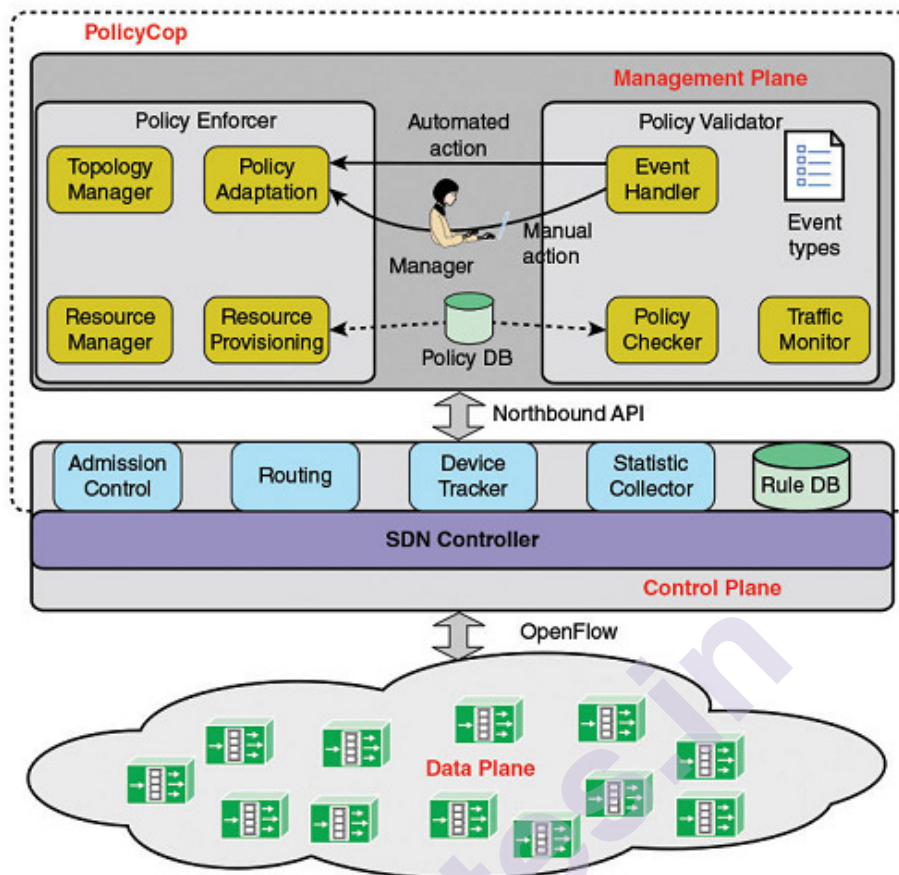 PolicyCop
Management Plane
Policy Enforcer
Automated
action
Policy Validator
Topology
Manager
Policy
Adaptation
Event
Handler
Event
types
Manager
Manual
action
Resource
Manager
Resource
Provisioning
Policy DB
Policy
Checker
Traffic
Monitor
Northbound API
Admission
Control
Routing
Device
Tracker
Statistic
Collector
Rule DB
SDN Controller
Control Plane
OpenFlow
Data Plane
tes.in